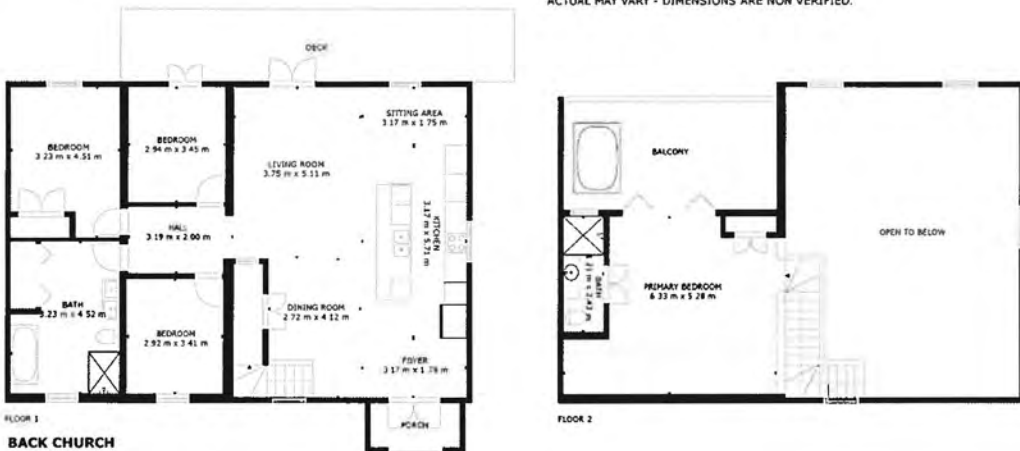 ACTUAL MAY VARY - DIMENSIONS ARE NON VERIFIED.
DECK
BEDROOM
3.23 m x 4.51 m
BEDROOM
2.94 m x 3.45 m
SITTING AREA
3.17 m x 1.75 m
LIVING ROOM
3.75 m x 5.11 m
KITCHEN
3.17 m x 5.71 m
HALL
3.19 m x 2.00 m
BATH
3.23 m x 4.52 m
DINING ROOM
2.72 m x 4.12 m
BEDROOM
2.92 m x 3.41 m
FOYER
3.17 m x 1.78 m
PORCH
FLOOR 1
BACK CHURCH
BALCONY
OPEN TO BELOW
BATH
PRIMARY BEDROOM
6.33 m x 5.28 m
FLOOR 2